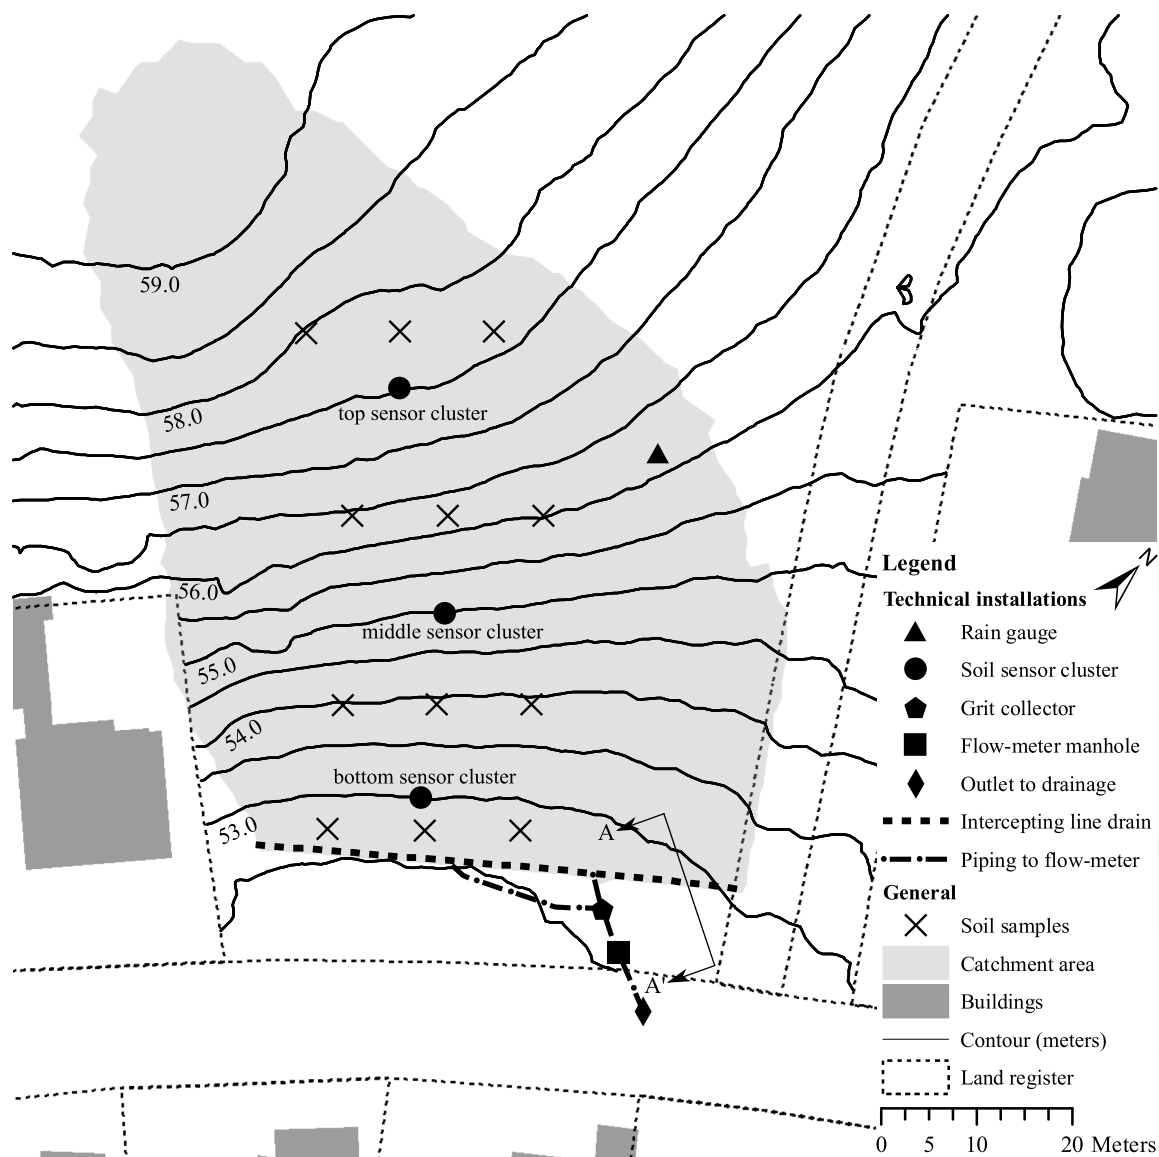 59.0
58.0
top sensor cluster
57.0
56.0
middle sensor cluster
55.0
54.0
bottom sensor cluster
53.0
A
A'
N
Legend
Technical installations
Rain gauge
Soil sensor cluster
Grit collector
Flow-meter manhole
Outlet to drainage
Intercepting line drain
Piping to flow-meter
General
Soil samples
Catchment area
Buildings
Contour (meters)
Land register
0 5 10 20 Meters